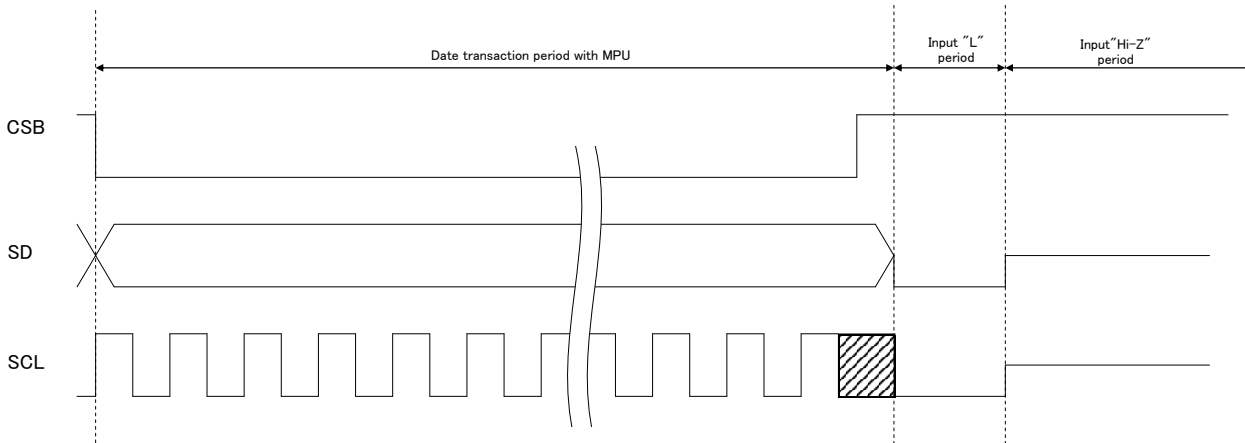 Date transaction period with MPU
Input "L"
period
Input"Hi-Z"
period
CSB
SD
SCL